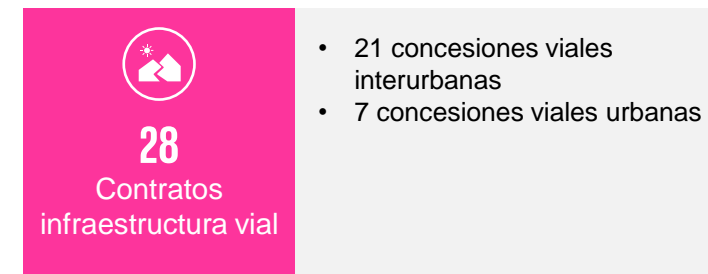 28
Contratos
infraestructura vial
• 21 concesiones viales
interurbanas
• 7 concesiones viales urbanas